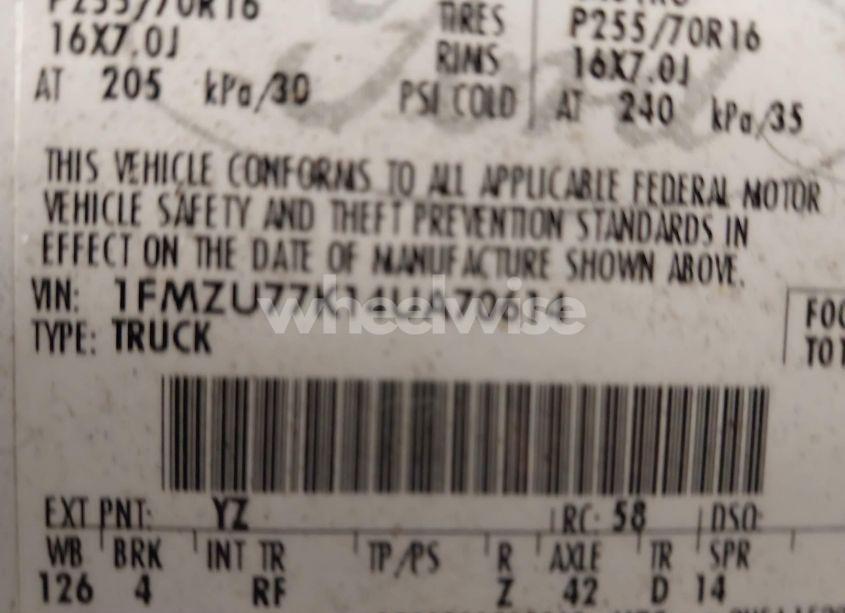 P255/70R16 TIRES P255/70R16
16X7.0J RIMS 16X7.0J
AT 205 kPa/30 PSI COLD AT 240 kPa/35
THIS VEHICLE CONFORMS TO ALL APPLICABLE FEDERAL MOTOR
VEHICLE SAFETY AND THEFT PREVENTION STANDARDS IN
EFFECT ON THE DATE OF MANUFACTURE SHOWN ABOVE.
VIN: 1FMZU77K14UA70614
wheelwise
TYPE: TRUCK
EXT PNT: YZ RC: 58 DSO:
WB BRK INT TR TP/PS R AXLE TR SPR
126 4 RF Z 42 D 14